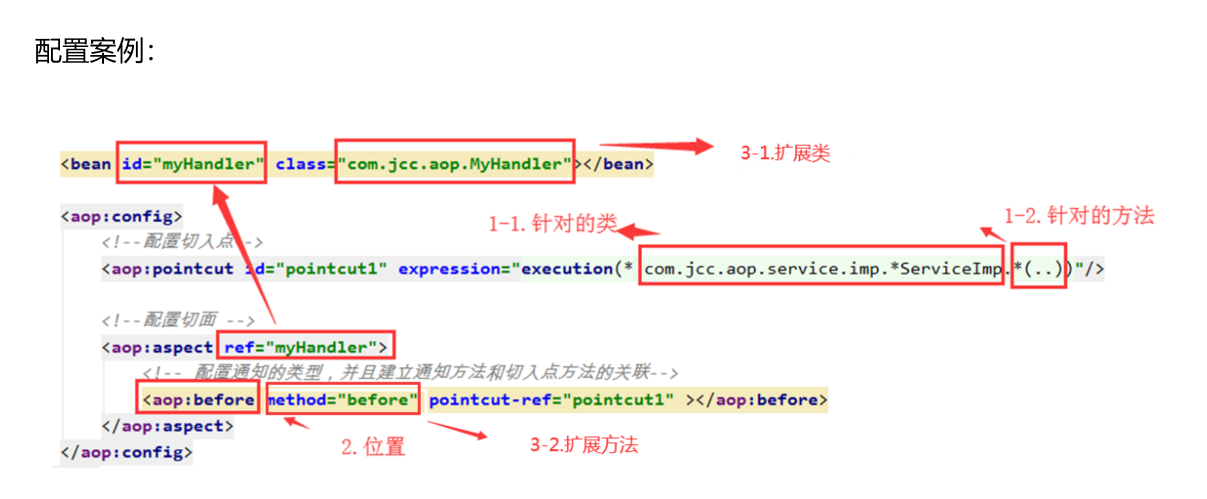 配置案例：
<bean id="myHandler" class="com.jcc.aop.MyHandler"></bean>
3-1.扩展类
<aop:config>
1-1.针对的类
1-2.针对的方法
<!--配置切入点-->
<aop:pointcut id="pointcut1" expression="execution(* com.jcc.aop.service.imp.*ServiceImp.*(..))"/>
<!--配置切面 -->
<aop:aspect ref="myHandler">
<!-- 配置通知的类型，并且建立通知方法和切入点方法的关联-->
<aop:before method="before" pointcut-ref="pointcut1" ></aop:before>
</aop:aspect>
2.位置
3-2.扩展方法
</aop:config>